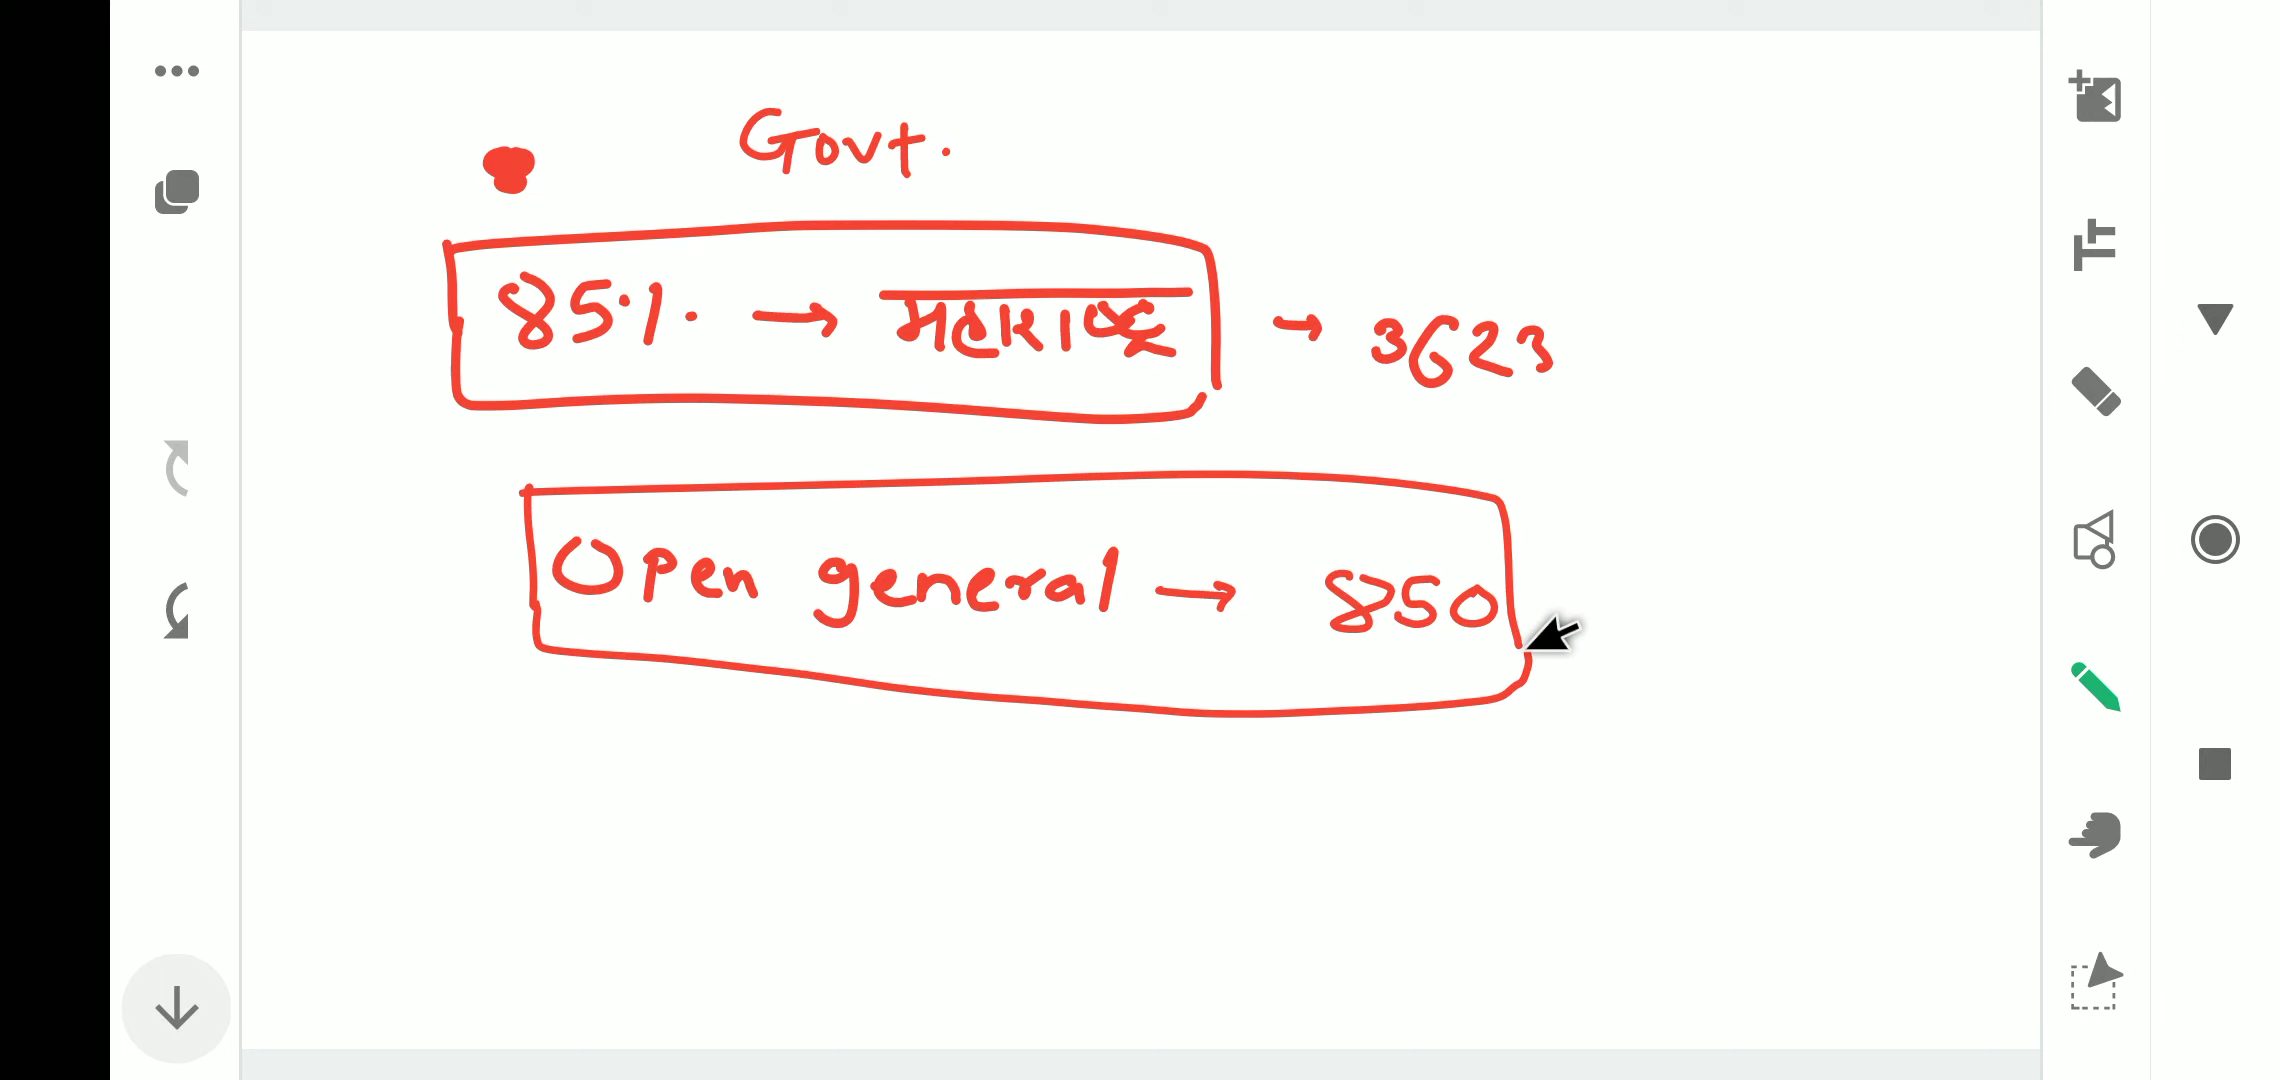 Govt.
85% → महाराष्ट्र → 3623
Open general → 850